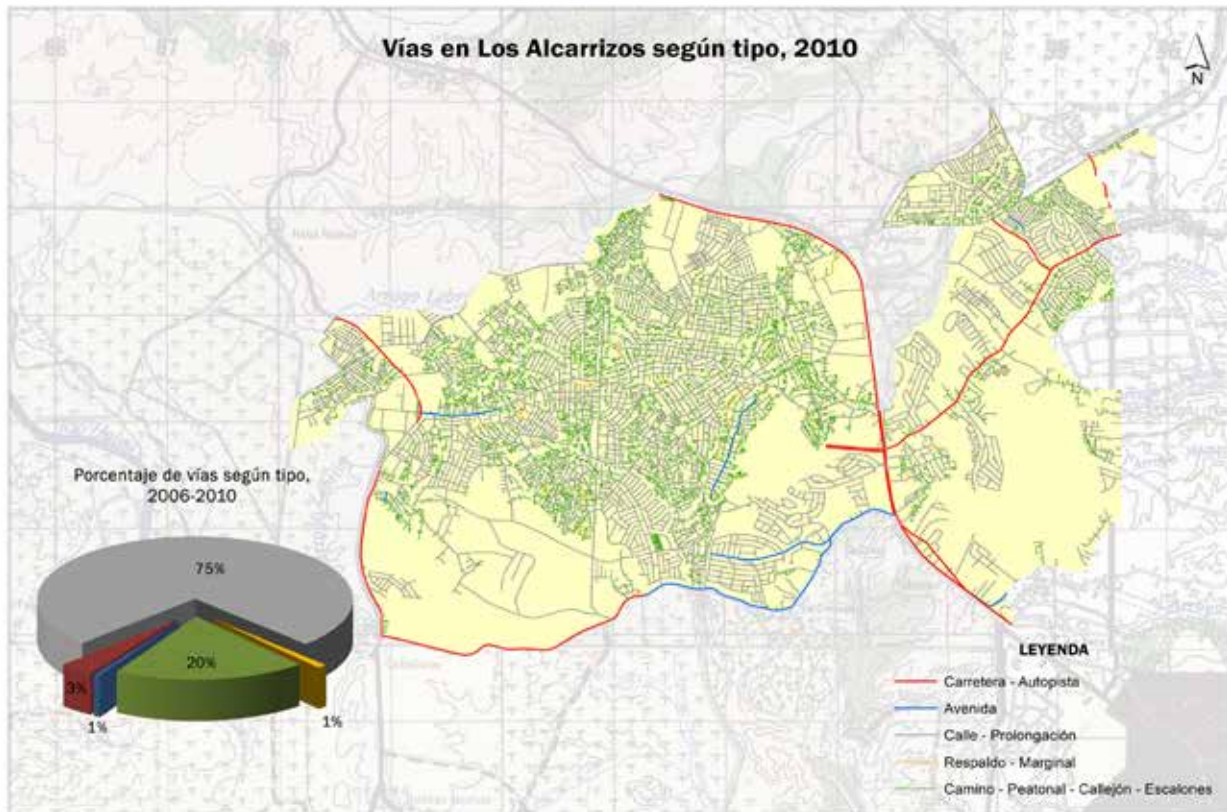 Vías en Los Alcarrizos según tipo, 2010
N
Porcentaje de vías según tipo,
2006-2010
75%
20%
3%
1%
1%
LEYENDA
Carretera - Autopista
Avenida
Calle - Prolongación
Respaldo - Marginal
Camino - Peatonal - Callejón - Escalones